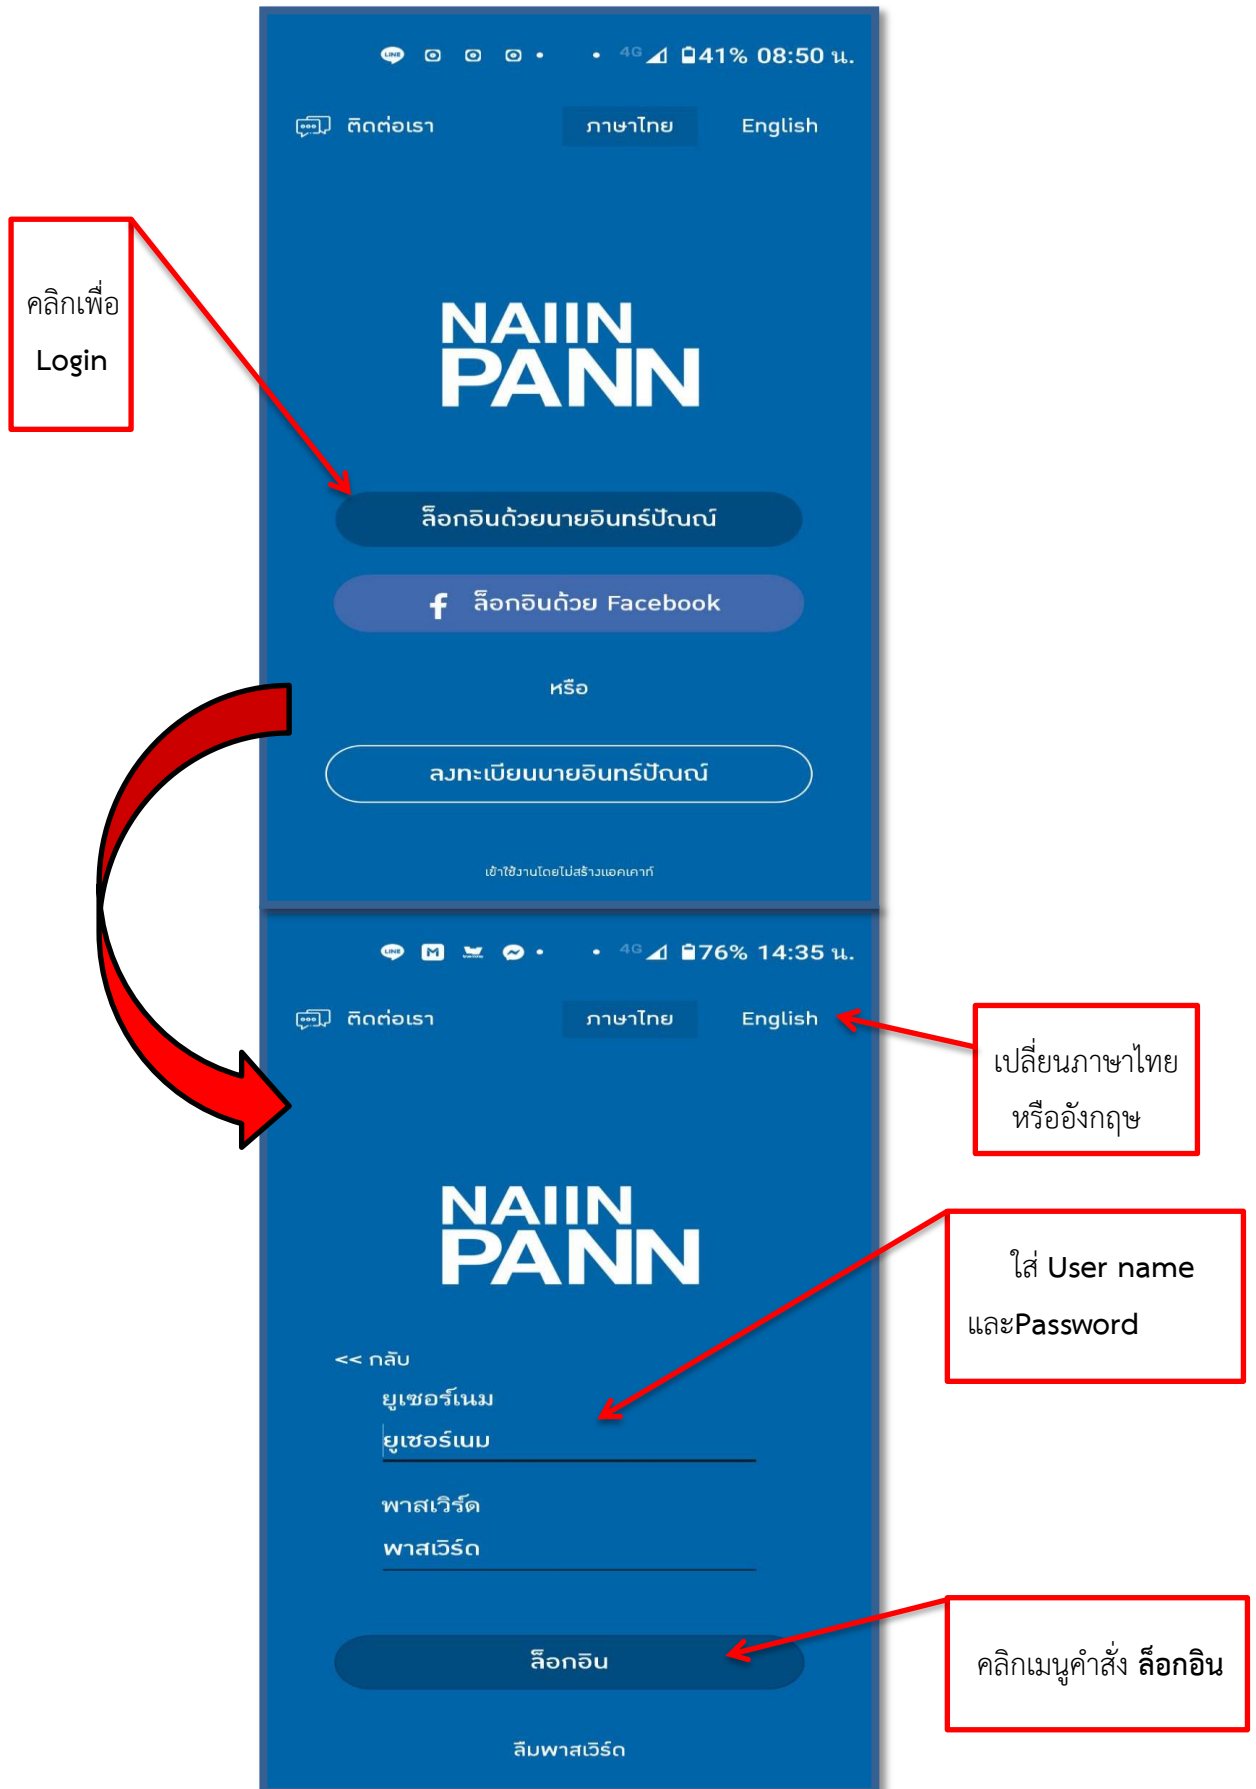 41% 08:50 น.
4G
ติดต่อเรา
ภาษาไทย
English
คลิกเพื่อ
Login
NAIIN
PANN
ล็อกอินด้วยนายอินทร์ปัณณ์
f ล็อกอินด้วย Facebook
หรือ
ลงทะเบียนนายอินทร์ปัณณ์
เข้าใช้งานโดยไม่สร้างแอคเคาท์
LINE M 4G 76% 14:35 น.
ติดต่อเรา
ภาษาไทย
English
เปลี่ยนภาษาไทย
หรืออังกฤษ
NAIIN
PANN
ใส่ User name
และPassword
<< กลับ
ยูเซอร์เนม
ยูเซอร์เนม
พาสเวิร์ด
พาสเวิร์ด
ล็อกอิน
คลิกเมนูคำสั่ง ล็อกอิน
ลืมพาสเวิร์ด